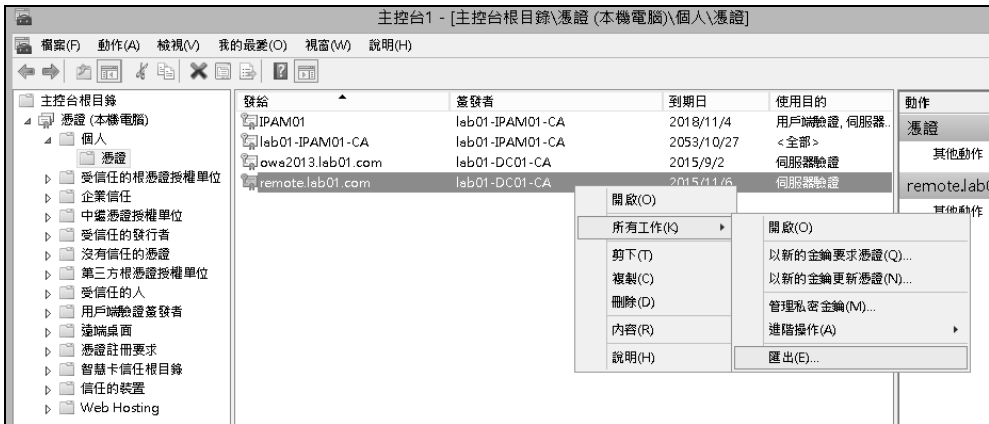 主控台1 - [主控台根目錄\憑證 (本機電腦)\個人\憑證]
檔案(F) 動作(A) 檢視(V) 我的最愛(O) 視窗(W) 說明(H)
主控台根目錄
憑證 (本機電腦)
個人
憑證
受信任的根憑證授權單位
企業信任
中繼憑證授權單位
受信任的發行者
沒有信任的憑證
第三方根憑證授權單位
受信任的人
用戶端驗證簽發者
遠端桌面
憑證註冊要求
智慧卡信任根目錄
信任的裝置
Web Hosting
發給 簽發者 到期日 使用目的
IPAM01 lab01-IPAM01-CA 2018/11/4 用戶端驗證, 伺服器...
lab01-IPAM01-CA lab01-IPAM01-CA 2053/10/27 <全部>
owa2013.lab01.com lab01-DC01-CA 2015/9/2 伺服器驗證
remote.lab01.com lab01-DC01-CA 2015/11/6 伺服器驗證
開啟(O)
所有工作(K)
剪下(T)
複製(C)
刪除(D)
內容(R)
說明(H)
開啟(O)
以新的金鑰要求憑證(Q)...
以新的金鑰更新憑證(N)...
管理私密金鑰(M)...
進階操作(A)
匯出(E)...
動作
憑證
其他動作
remote.lab0
其他動作